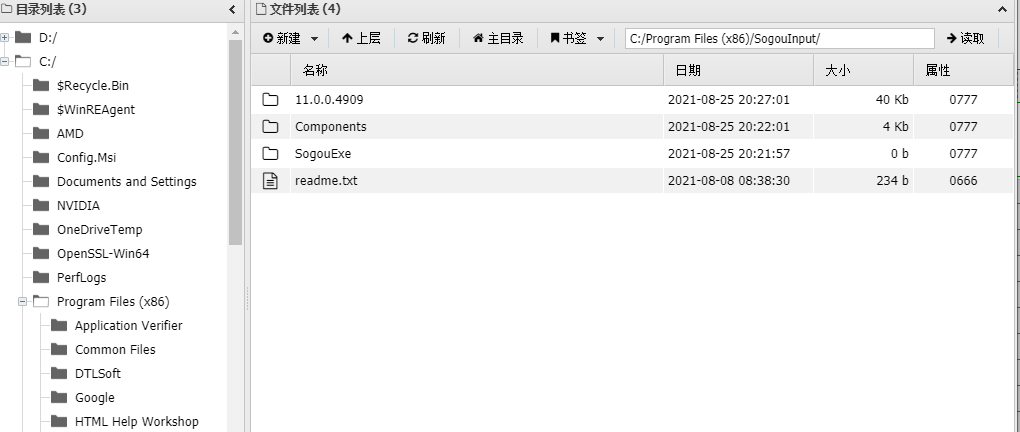 目录列表 (3)
D:/
C:/
$Recycle.Bin
$WinREAgent
AMD
Config.Msi
Documents and Settings
NVIDIA
OneDriveTemp
OpenSSL-Win64
PerfLogs
Program Files (x86)
Application Verifier
Common Files
DTLSoft
Google
HTML Help Workshop
文件列表 (4)
新建 上层 刷新 主目录 书签 C:/Program Files (x86)/SogouInput/ 读取
名称 日期 大小 属性
11.0.0.4909 2021-08-25 20:27:01 40 Kb 0777
Components 2021-08-25 20:22:01 4 Kb 0777
SogouExe 2021-08-25 20:21:57 0 b 0777
readme.txt 2021-08-08 08:38:30 234 b 0666